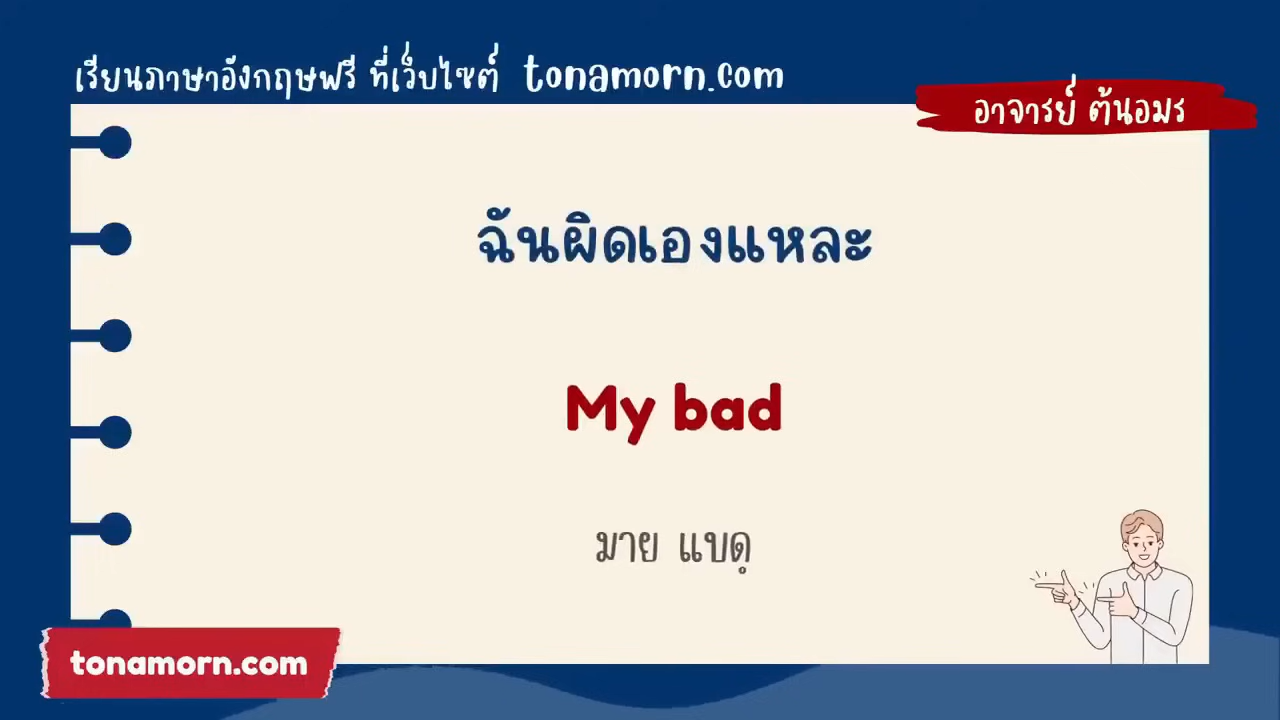 เรียนภาษาอังกฤษฟรี ที่เว็บไซต์ tonamorn.com
อาจารย์ ต้นอมร
ฉันผิดเองแหละ
My bad
มาย แบดฺ
tonamorn.com